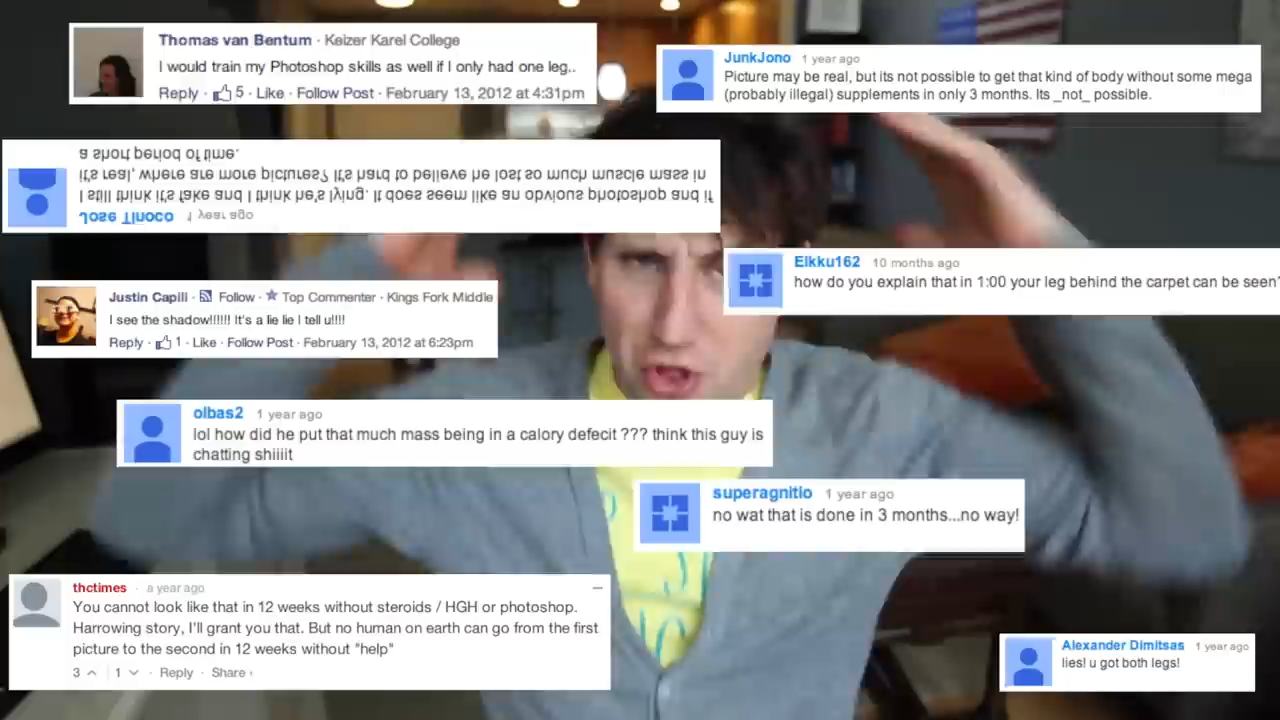 Thomas van Bentum · Keizer Karel College
I would train my Photoshop skills as well if I only had one leg..
Reply · 5 · Like · Follow Post · February 13, 2012 at 4:31pm
JunkJono 1 year ago
Picture may be real, but its not possible to get that kind of body without some mega
(probably illegal) supplements in only 3 months. Its _not_ possible.
Jose Tinoco 1 year ago
I still think it's fake and I think he's lying. It does seem like an obvious photoshop and if
it's real, where are more pictures? It's hard to believe he lost so much muscle mass in
a short period of time.
Elkku162 10 months ago
how do you explain that in 1:00 your leg behind the carpet can be seen?
Justin Capili · Follow · Top Commenter · Kings Fork Middle
I see the shadow!!!!!! It's a lie lie I tell u!!!!
Reply · 1 · Like · Follow Post · February 13, 2012 at 6:23pm
olbas2 1 year ago
lol how did he put that much mass being in a calory defecit ??? think this guy is
chatting shiiiit
superagnitio 1 year ago
no wat that is done in 3 months...no way!
thctimes · a year ago
You cannot look like that in 12 weeks without steroids / HGH or photoshop.
Harrowing story, I'll grant you that. But no human on earth can go from the first
picture to the second in 12 weeks without "help"
3 1 · Reply · Share ›
Alexander Dimitsas 1 year ago
lies! u got both legs!